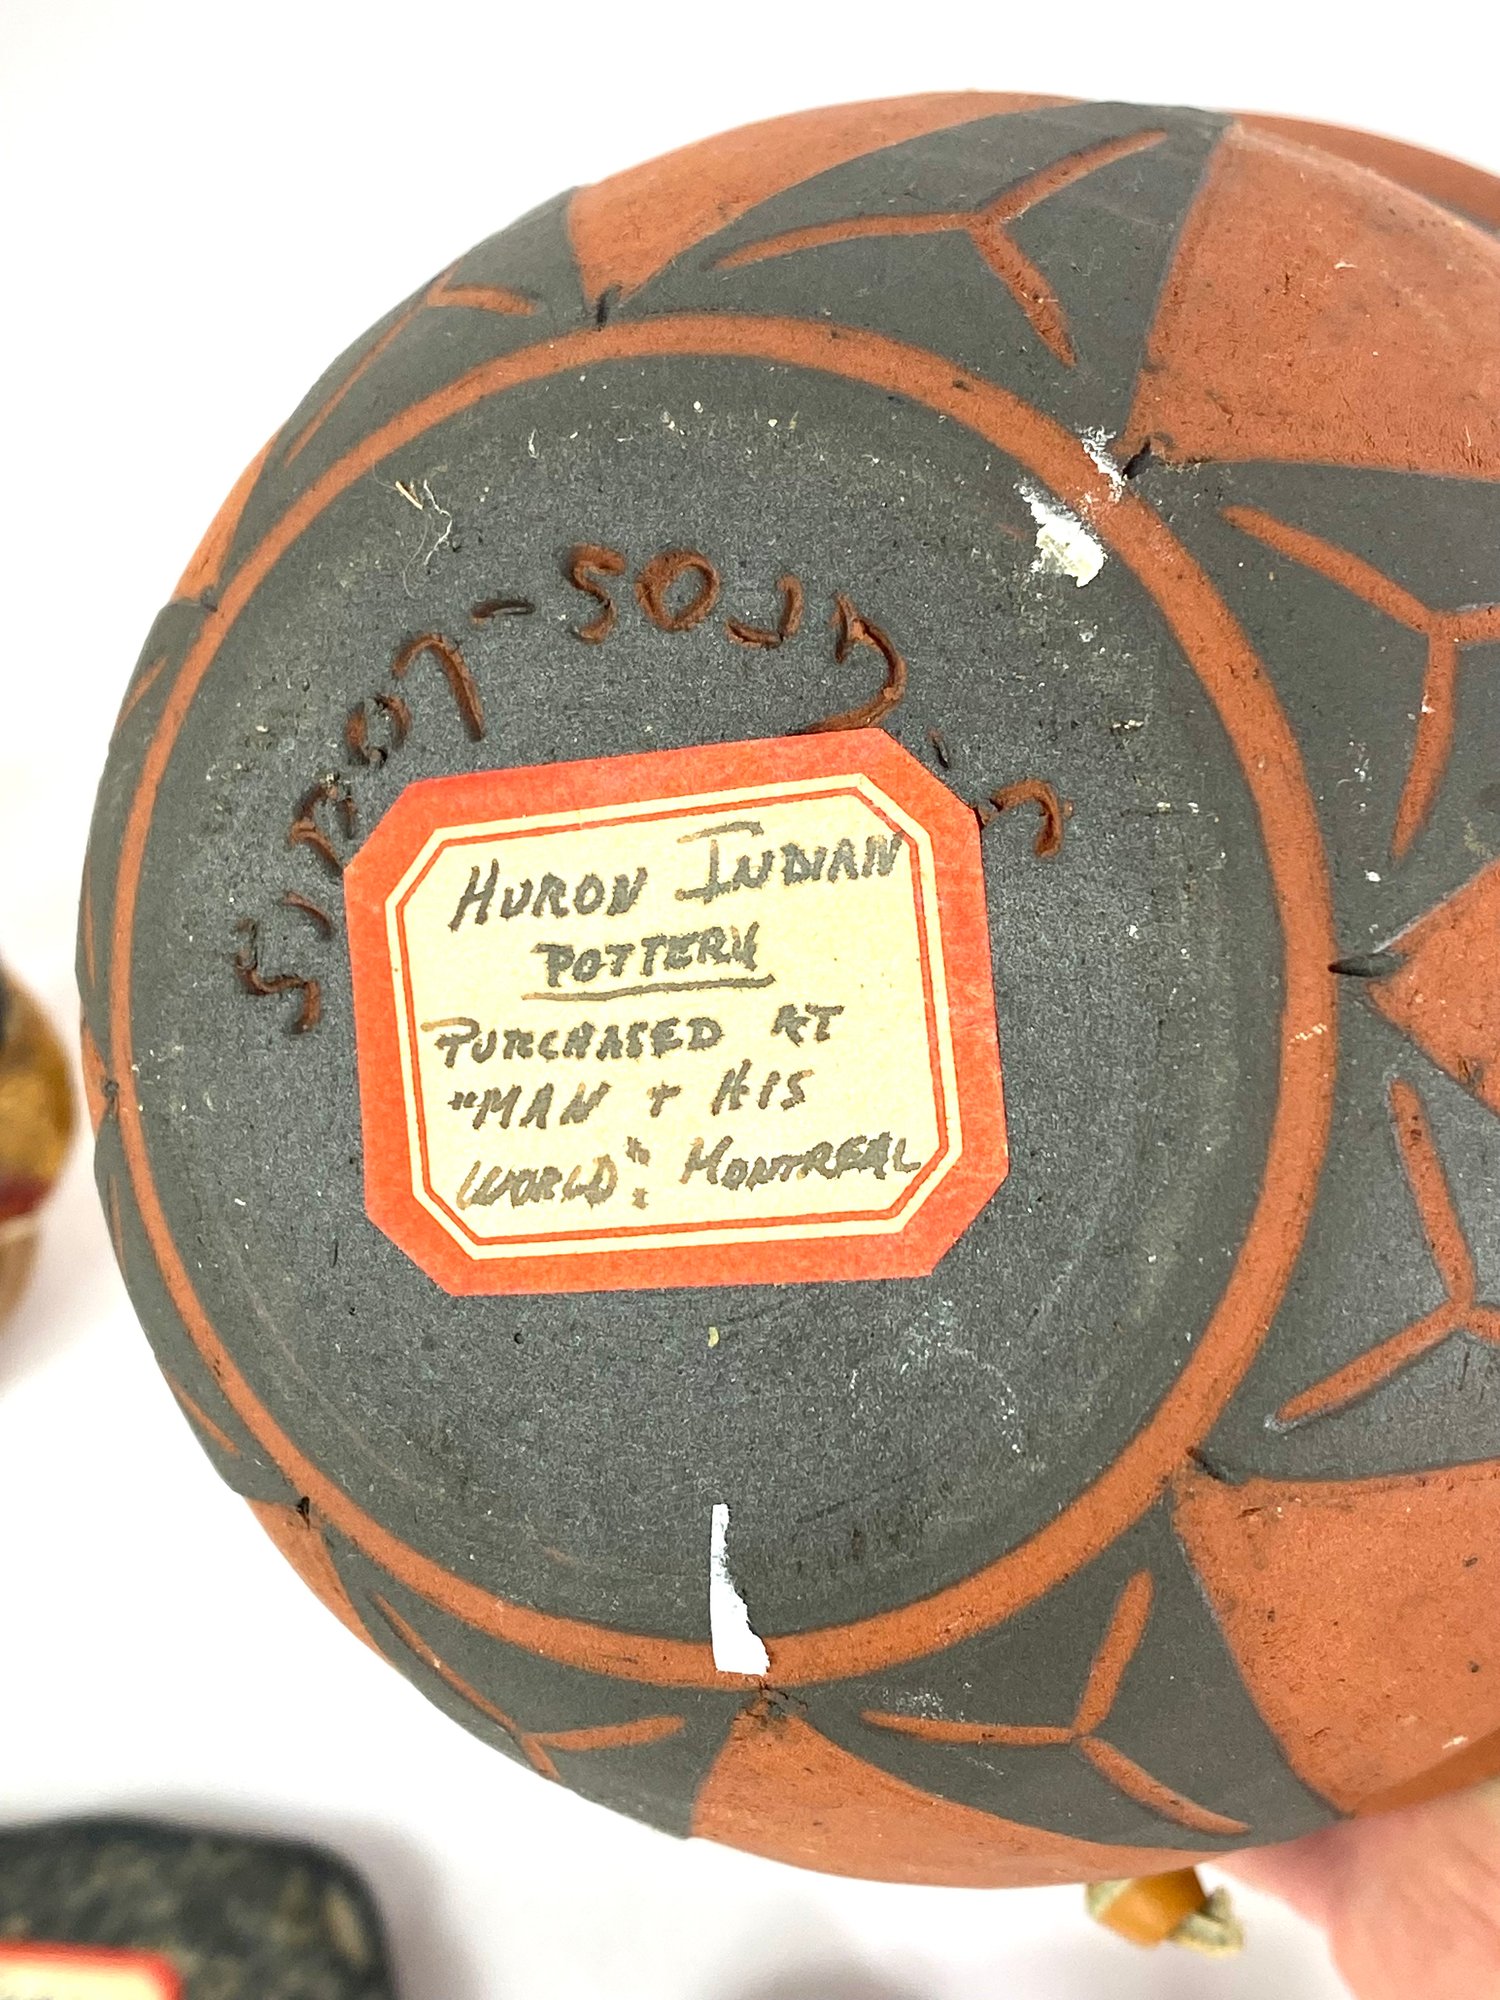 HURON INDIAN
POTTERY
PURCHASED AT
"MAN + HIS
WORLD": MONTREAL